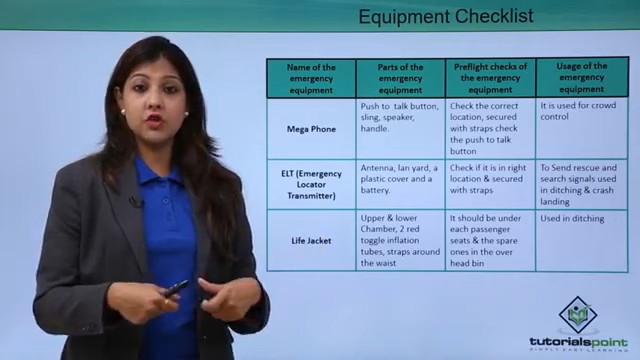 Equipment Checklist
Name of the
emergency
equipment
Parts of the
emergency
equipment
Preflight checks of
the emergency
equipment
Usage of the
emergency
equipment
Mega Phone
Push to talk button,
sling, speaker,
handle.
Check the correct
location, secured
with straps check
the push to talk
button
It is used for crowd
control
ELT (Emergency
Locator
Transmitter)
Antenna, lan yard, a
plastic cover and a
battery.
Check if it is in right
location & secured
with straps
To Send rescue and
search signals used
in ditching & crash
landing
Life Jacket
Upper & lower
Chamber, 2 red
toggle inflation
tubes, straps around
the waist
It should be under
each passenger
seats & the spare
ones in the over
head bin
Used in ditching
tutorialspoint
SIMPLY EASY LEARNING